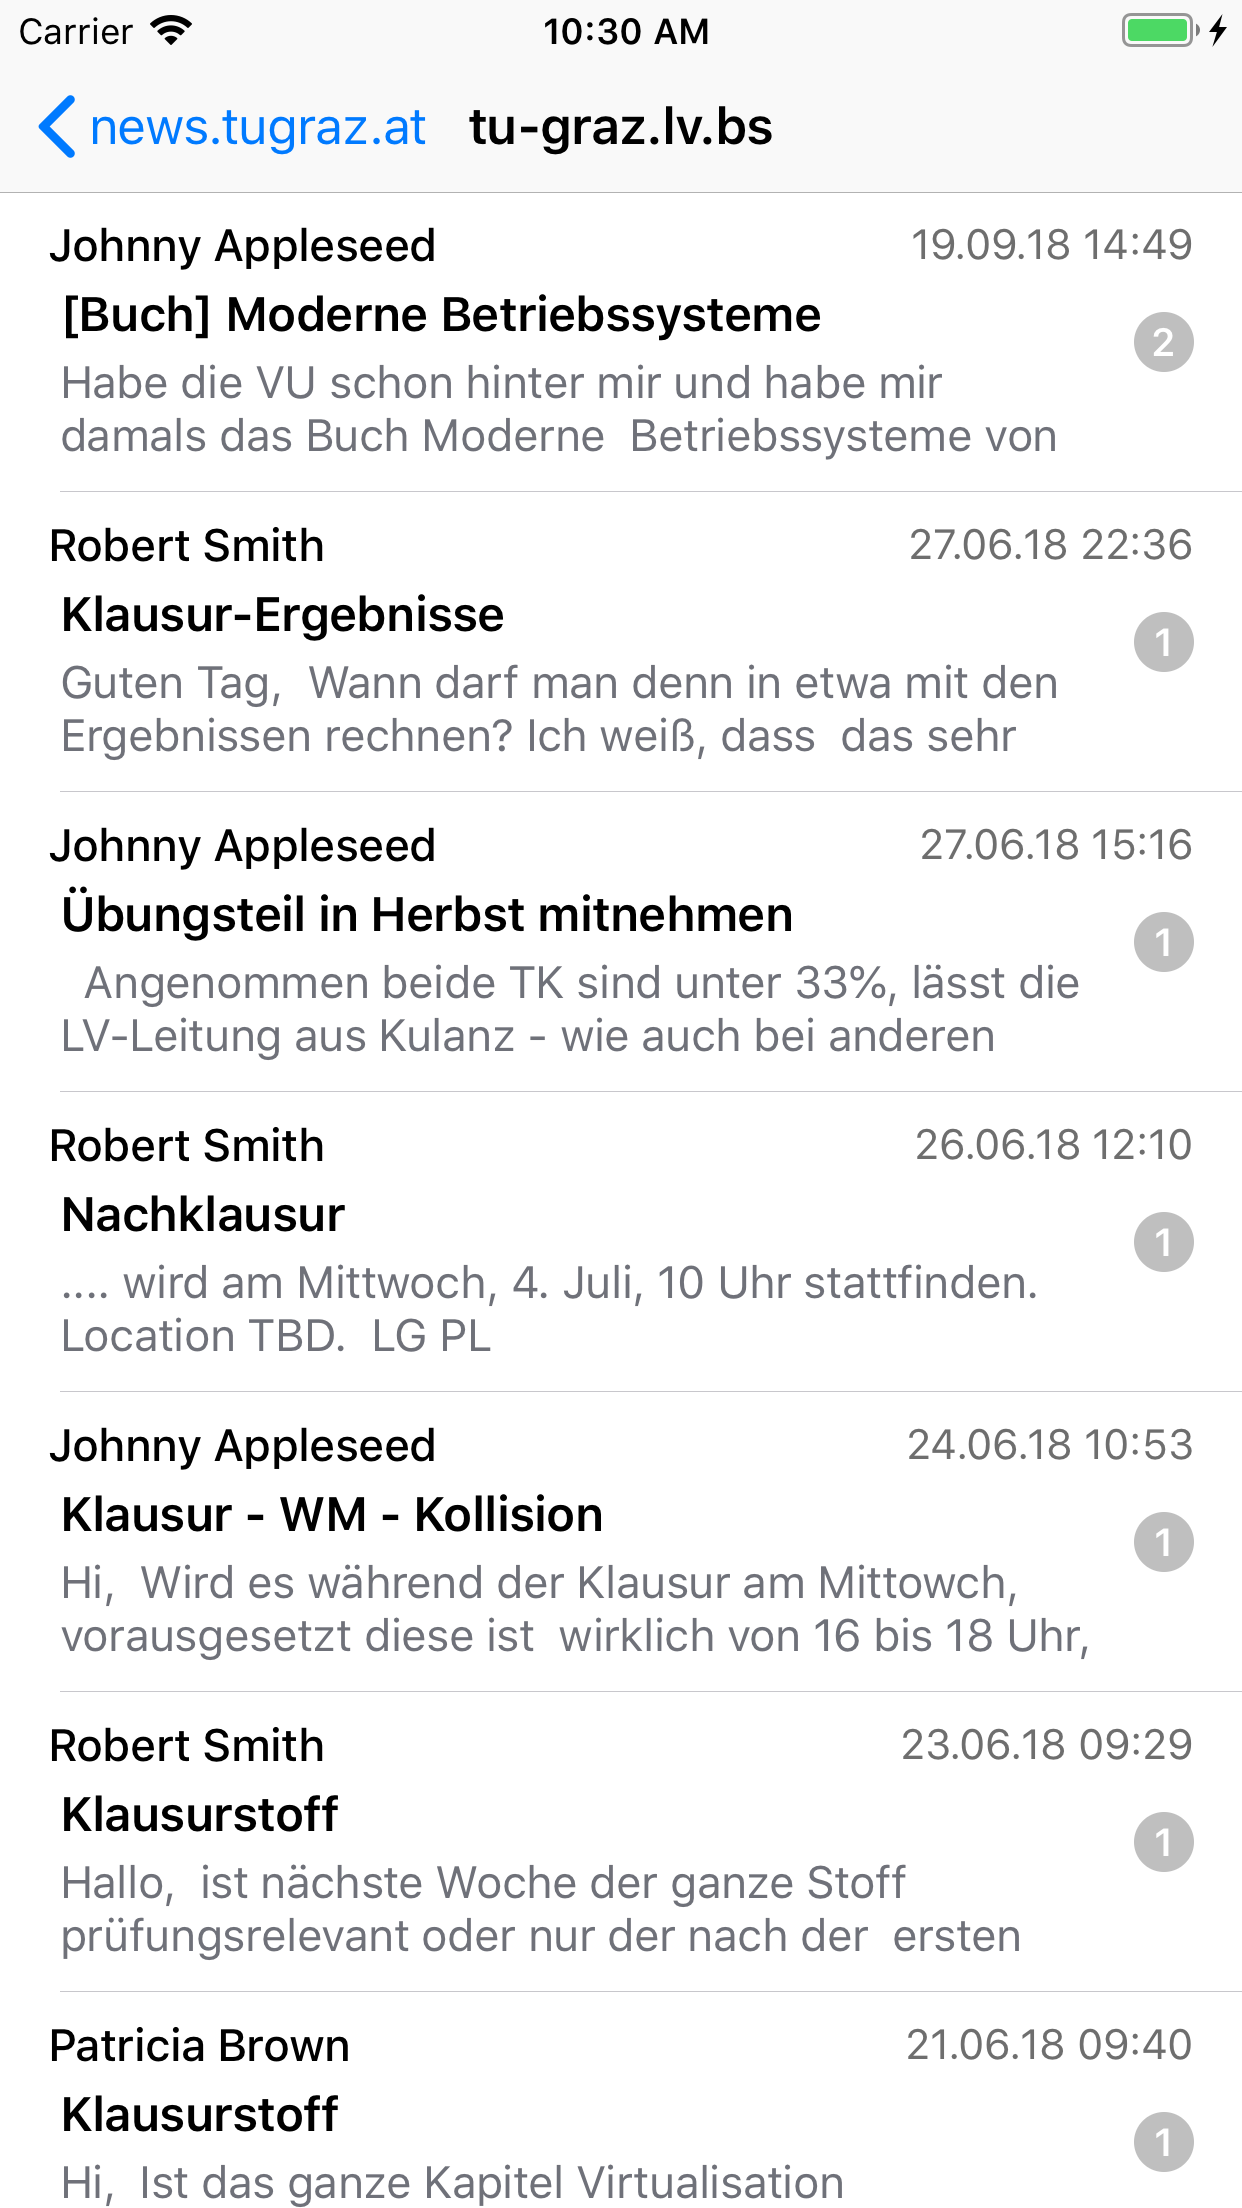 Carrier 10:30 AM
news.tugraz.at tu-graz.lv.bs
Johnny Appleseed 19.09.18 14:49
[Buch] Moderne Betriebssysteme
2
Habe die VU schon hinter mir und habe mir
damals das Buch Moderne  Betriebssysteme von
Robert Smith 27.06.18 22:36
Klausur-Ergebnisse
1
Guten Tag,  Wann darf man denn in etwa mit den
Ergebnissen rechnen? Ich weiß, dass  das sehr
Johnny Appleseed 27.06.18 15:16
Übungsteil in Herbst mitnehmen
1
Angenommen beide TK sind unter 33%, lässt die
LV-Leitung aus Kulanz - wie auch bei anderen
Robert Smith 26.06.18 12:10
Nachklausur
1
.... wird am Mittwoch, 4. Juli, 10 Uhr stattfinden.
Location TBD.  LG PL
Johnny Appleseed 24.06.18 10:53
Klausur - WM - Kollision
1
Hi,  Wird es während der Klausur am Mittowch,
vorausgesetzt diese ist  wirklich von 16 bis 18 Uhr,
Robert Smith 23.06.18 09:29
Klausurstoff
1
Hallo,  ist nächste Woche der ganze Stoff
prüfungsrelevant oder nur der nach der  ersten
Patricia Brown 21.06.18 09:40
Klausurstoff
1
Hi,  Ist das ganze Kapitel Virtualisation